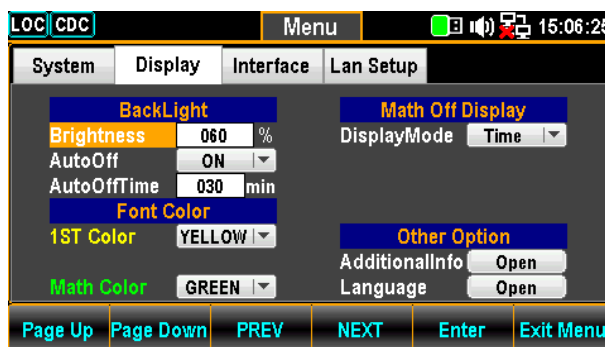 LOC CDC Menu 15:06:25
System Display Interface Lan Setup
BackLight
Brightness 060 %
AutoOff ON
AutoOffTime 030 min
Font Color
1ST Color YELLOW
Math Color GREEN
Math Off Display
DisplayMode Time
Other Option
AdditionalInfo Open
Language Open
Page Up Page Down PREV NEXT Enter Exit Menu